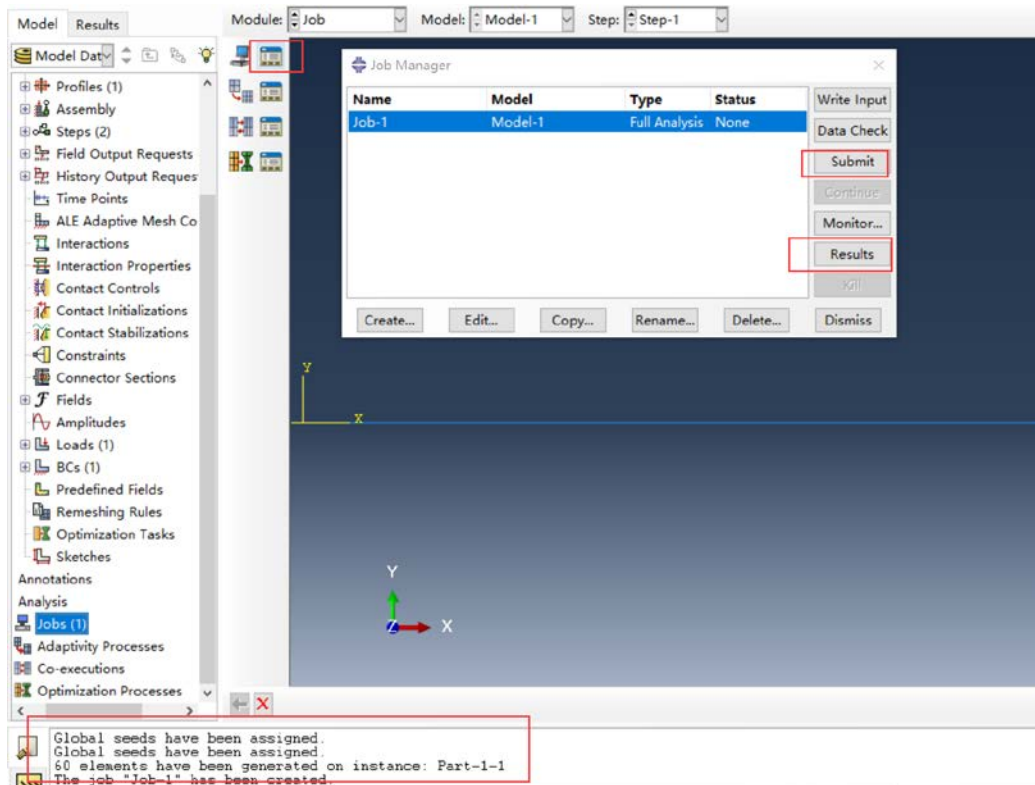 Model Results
Module: Job Model: Model-1 Step: Step-1
Model Dat
Profiles (1)
Assembly
Steps (2)
Field Output Requests
History Output Reques
Time Points
ALE Adaptive Mesh Co
Interactions
Interaction Properties
Contact Controls
Contact Initializations
Contact Stabilizations
Constraints
Connector Sections
Fields
Amplitudes
Loads (1)
BCs (1)
Predefined Fields
Remeshing Rules
Optimization Tasks
Sketches
Annotations
Analysis
Jobs (1)
Adaptivity Processes
Co-executions
Optimization Processes
Job Manager
Name Model Type Status
Job-1 Model-1 Full Analysis None
Write Input
Data Check
Submit
Continue
Monitor...
Results
Kill
Create... Edit... Copy... Rename... Delete... Dismiss
Y
X
Y
Z X
Global seeds have been assigned.
Global seeds have been assigned.
60 elements have been generated on instance: Part-1-1
The job "Job-1" has been created.